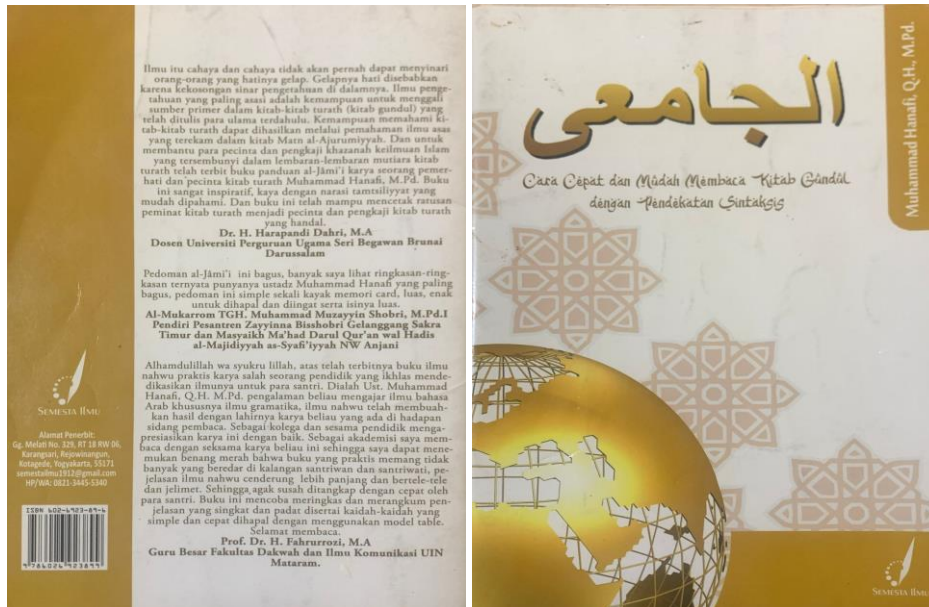 Ilmu itu cahaya dan cahaya tidak akan pernah dapat menyinari
orang-orang yang hatinya gelap. Gelapnya hati disebabkan
karena kekosongan sinar pengetahuan di dalamnya. Ilmu penge-
tahuan yang paling asasi adalah kemampuan untuk menggali
sumber primer dalam kitab-kitab turath (kitab gundul) yang
telah ditulis para ulama terdahulu. Kemampuan memahami ki-
tab-kitab turath dapat dihasilkan melalui pemahaman ilmu asas
yang terekam dalam kitab Matn al-Ajurumiyyah. Dan untuk
membantu para pecinta dan pengkaji khazanah keilmuan Islam
yang tersembunyi dalam lembaran-lembaran mutiara kitab
turath telah terbit buku panduan al-Jâmi'i karya seorang pemer-
hati dan pecinta kitab turath Muhammad Hanafi, M.Pd. Buku
ini sangat inspiratif, kaya dengan narasi tamtsiliyyat yang
mudah dipahami. Dan buku ini telah mampu mencetak ratusan
peminat kitab turath menjadi pecinta dan pengkaji kitab turath
yang handal.
Dr. H. Harapandi Dahri, M.A
Dosen Universiti Perguruan Ugama Seri Begawan Brunai
Darussalam
Pedoman al-Jâmi'i ini bagus, banyak saya lihat ringkasan-ring-
kasan ternyata punyanya ustadz Muhammad Hanafi yang paling
bagus, pedoman ini simple sekali kayak memori card, luas, enak
untuk dihapal dan diingat serta isinya luas.
Al-Mukarrom TGH. Muhammad Muzayyin Shobri, M.Pd.I
Pendiri Pesantren Zayyinna Bisshobri Gelanggang Sakra
Timur dan Masyaikh Ma'had Darul Qur'an wal Hadis
al-Majidiyyah as-Syafi'iyyah NW Anjani
Alhamdulillah wa syukru lillah, atas telah terbitnya buku ilmu
nahwu praktis karya salah seorang pendidik yang ikhlas mende-
dikasikan ilmunya untuk para santri. Dialah Ust. Muhammad
Hanafi, Q.H. M.Pd. pengalaman beliau mengajar ilmu bahasa
Arab khususnya ilmu gramatika, ilmu nahwu telah membuah-
kan hasil dengan lahirnya karya beliau yang ada di hadapan
sidang pembaca. Sebagai kolega dan sesama pendidik menga-
presiasikan karya ini dengan baik. Sebagai akademisi saya mem-
baca dengan seksama karya beliau ini sehingga saya dapat mene-
mukan benang merah bahwa buku yang praktis memang tidak
banyak yang beredar di kalangan santriwan dan santriwati, pe-
jelasan ilmu nahwu cenderung lebih panjang dan bertele-tele
dan jelimet. Sehingga agak susah ditangkap dengan cepat oleh
para santri. Buku ini mencoba meringkas dan merangkum pen-
jelasan yang singkat dan padat disertai kaidah-kaidah yang
simple dan cepat dihapal dengan menggunakan model table.
Selamat membaca.
Prof. Dr. H. Fahrurrozi, M.A
Guru Besar Fakultas Dakwah dan Ilmu Komunikasi UIN
Mataram.
SEMESTA ILMU
Alamat Penerbit:
Gg. Melati No. 329, RT 18 RW 06,
Karangsari, Rejowinangun,
Kotagede, Yogyakarta, 55171
semestailmu1912@gmail.com
HP/WA: 0821-3445-5340
ISBN 602-6923-89-6
9 786026 923899
الجامعى
Cara Cepat dan Mudah Membaca Kitab Gundul
dengan Pendekatan Sintaksis
Muhammad Hanafi, Q.H., M.Pd.
SEMESTA ILMU